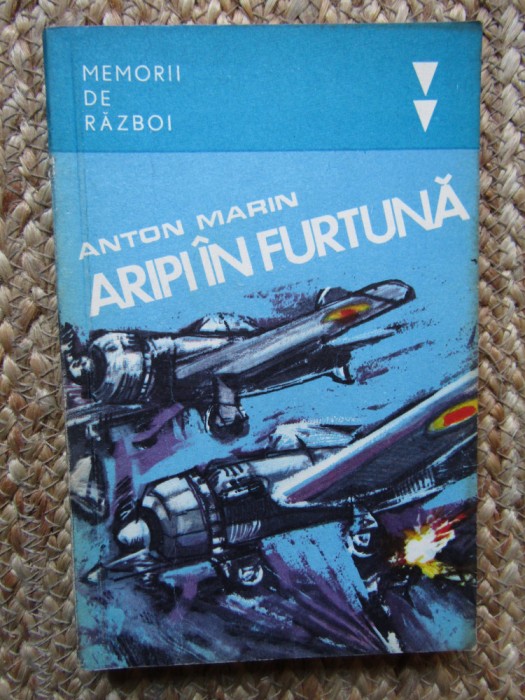 MEMORII
DE
RĂZBOI
ANTON MARIN
ARIPI ÎN FURTUNĂ